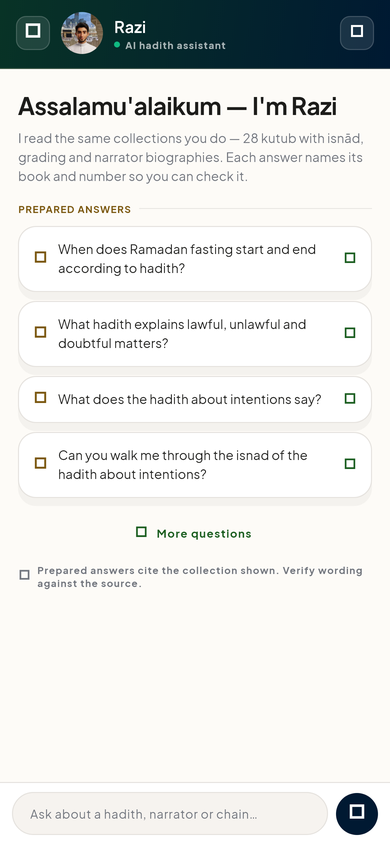 Razi
AI hadith assistant
Assalamu'alaikum — I'm Razi
I read the same collections you do — 28 kutub with isnād,
grading and narrator biographies. Each answer names its
book and number so you can check it.
PREPARED ANSWERS
When does Ramadan fasting start and end
according to hadith?
What hadith explains lawful, unlawful and
doubtful matters?
What does the hadith about intentions say?
Can you walk me through the isnad of the
hadith about intentions?
More questions
Prepared answers cite the collection shown. Verify wording
against the source.
Ask about a hadith, narrator or chain…